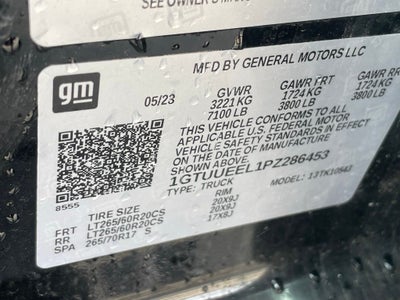 SEE OWNER'S MANUAL
gm
MFD BY GENERAL MOTORS LLC
05/23 GVWR GAWR FRT GAWR RR
3221KG 1724 KG 1724 KG
7100 LB 3800 LB 3800 LB
THIS VEHICLE CONFORMS TO ALL
APPLICABLE U.S. FEDERAL MOTOR
VEHICLE SAFETY STANDARDS
IN EFFECT ON THE DATE OF MANUFACTURE
SHOWN ABOVE.
1GTUUEEL1PZ286453
TYPE: TRUCK MODEL: 13TK10543
8555
TIRE SIZE RIM
FRT LT265/60R20CS 20X9J
RR LT265/60R20CS 20X9J
SPA 265/70R17 S 17X8J